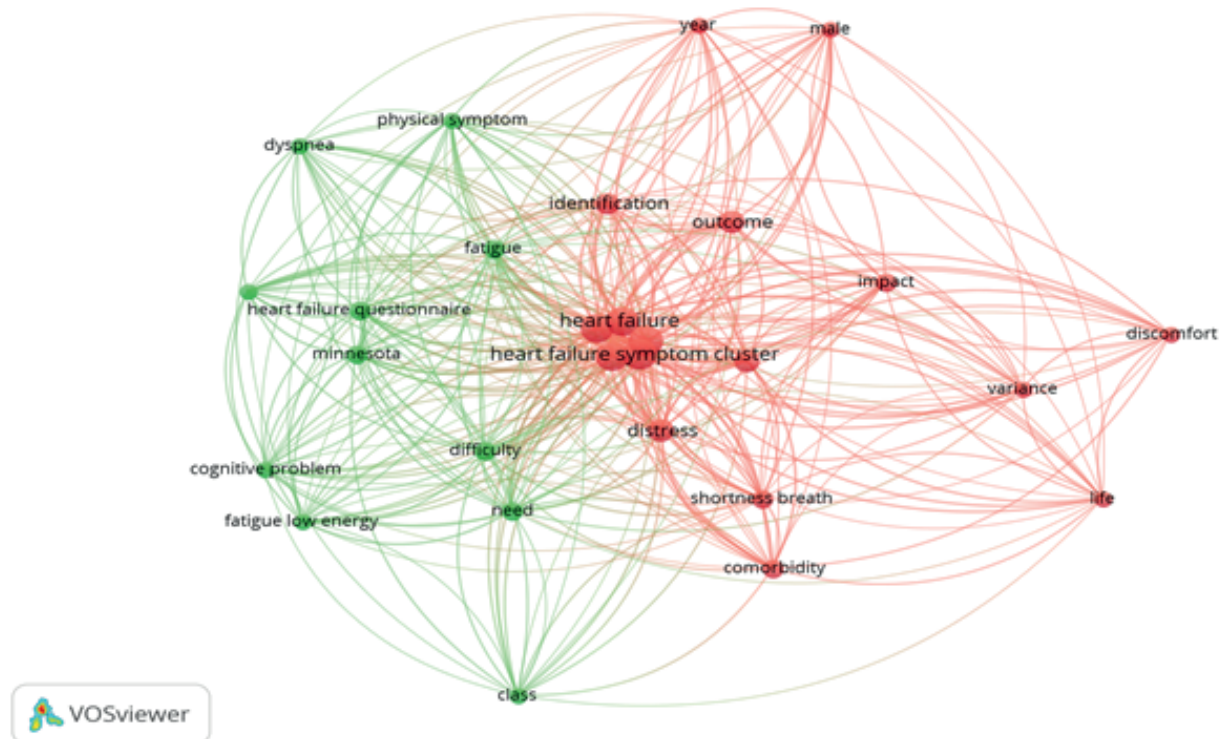 year
male
physical symptom
dyspnea
identification
outcome
fatigue
impact
heart failure questionnaire
heart failure
discomfort
minnesota
heart failure symptom cluster
variance
distress
difficulty
cognitive problem
shortness breath
life
need
fatigue low energy
comorbidity
class
VOSviewer